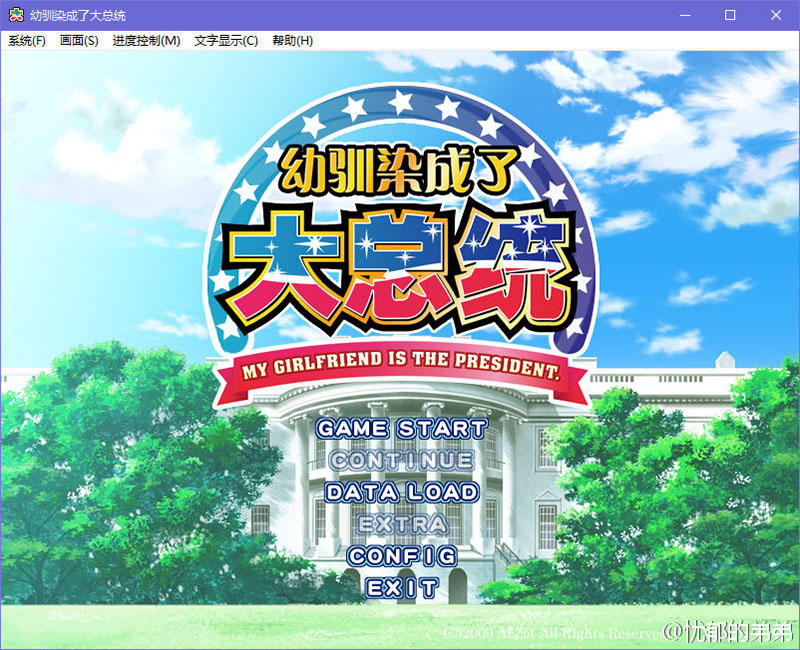 幼驯染成了大总统
系统(F) 画面(S) 进度控制(M) 文字显示(C) 帮助(H)
幼驯染成了
大总统
MY GIRLFRIEND IS THE PRESIDENT.
GAME START
CONTINUE
DATA LOAD
EXTRA
CONFIG
EXIT
(C)2009 ALcot All Rights Reserved
@忧郁的弟弟